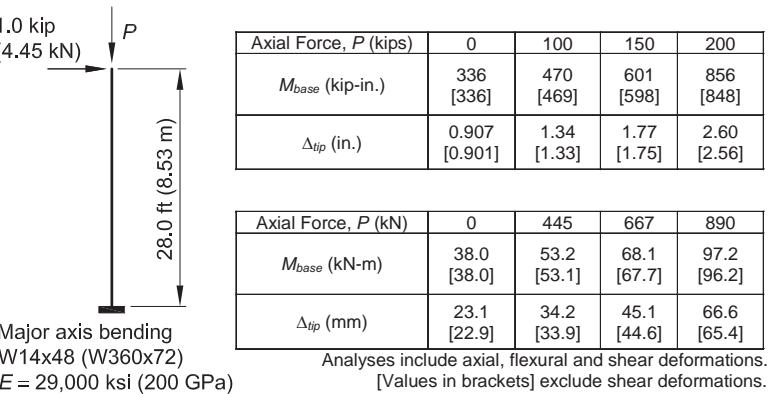 1.0 kip
(4.45 kN)
P
28.0 ft (8.53 m)
Major axis bending
W14x48 (W360x72)
E = 29,000 ksi (200 GPa)
Axial Force, P (kips) 0 100 150 200
Mbase (kip-in.) 336 470 601 856
[336] [469] [598] [848]
Δtip (in.) 0.907 1.34 1.77 2.60
[0.901] [1.33] [1.75] [2.56]
Axial Force, P (kN) 0 445 667 890
Mbase (kN-m) 38.0 53.2 68.1 97.2
[38.0] [53.1] [67.7] [96.2]
Δtip (mm) 23.1 34.2 45.1 66.6
[22.9] [33.9] [44.6] [65.4]
Analyses include axial, flexural and shear deformations.
[Values in brackets] exclude shear deformations.